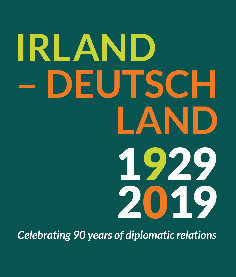 IRLAND
– DEUTSCH
LAND
1929
2019
Celebrating 90 years of diplomatic relations